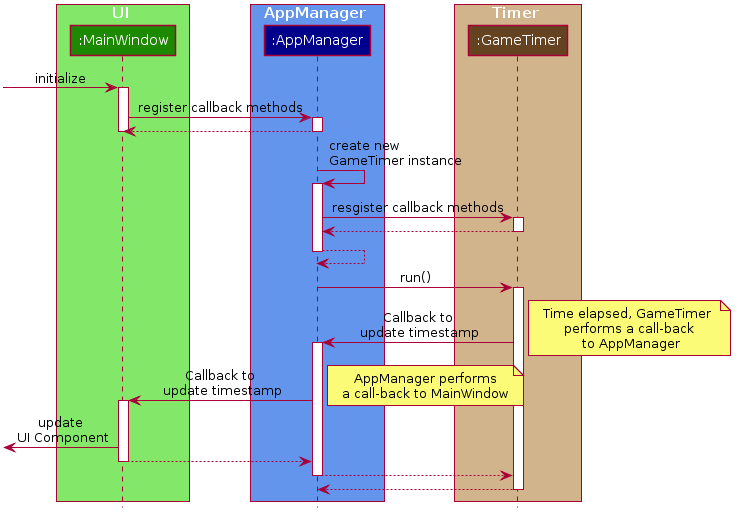 UI
AppManager
Timer
:MainWindow
:AppManager
:GameTimer
initialize
register callback methods
create new
GameTimer instance
resgister callback methods
run()
Time elapsed, GameTimer
performs a call-back
to AppManager
Callback to
update timestamp
AppManager performs
a call-back to MainWindow
Callback to
update timestamp
update
UI Component